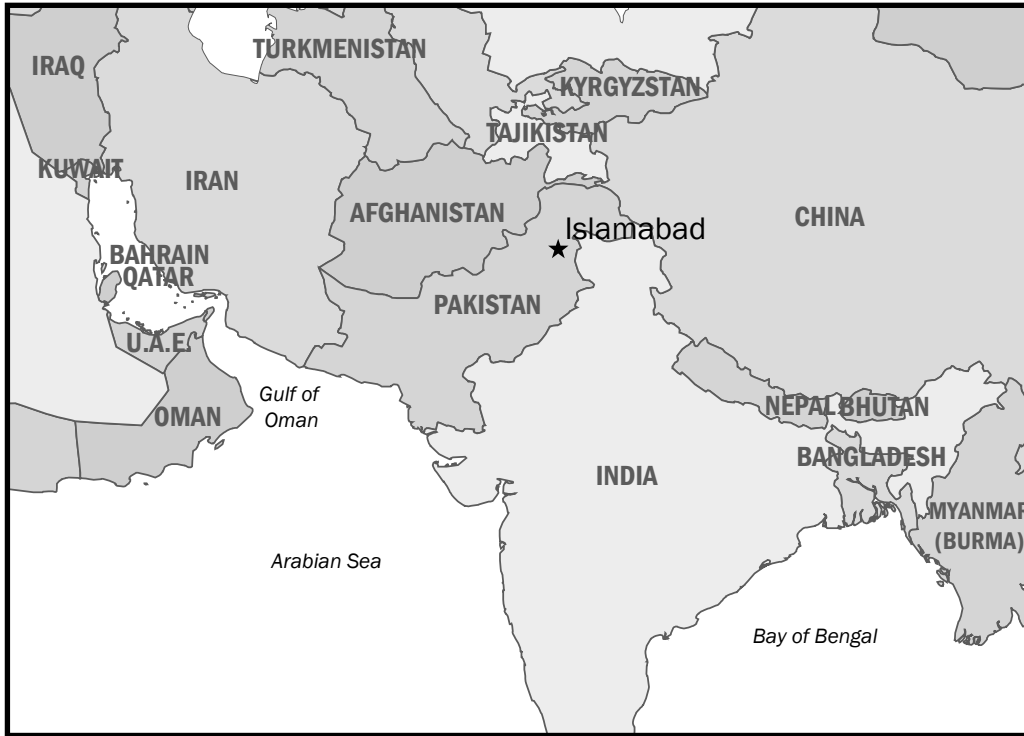 TURKMENISTAN
IRAQ
KYRGYZSTAN
TAJIKISTAN
KUWAIT
IRAN
AFGHANISTAN
CHINA
Islamabad
BAHRAIN
QATAR
PAKISTAN
U.A.E.
Gulf of
Oman
OMAN
NEPAL
BHUTAN
BANGLADESH
INDIA
MYANMAR
(BURMA)
Arabian Sea
Bay of Bengal